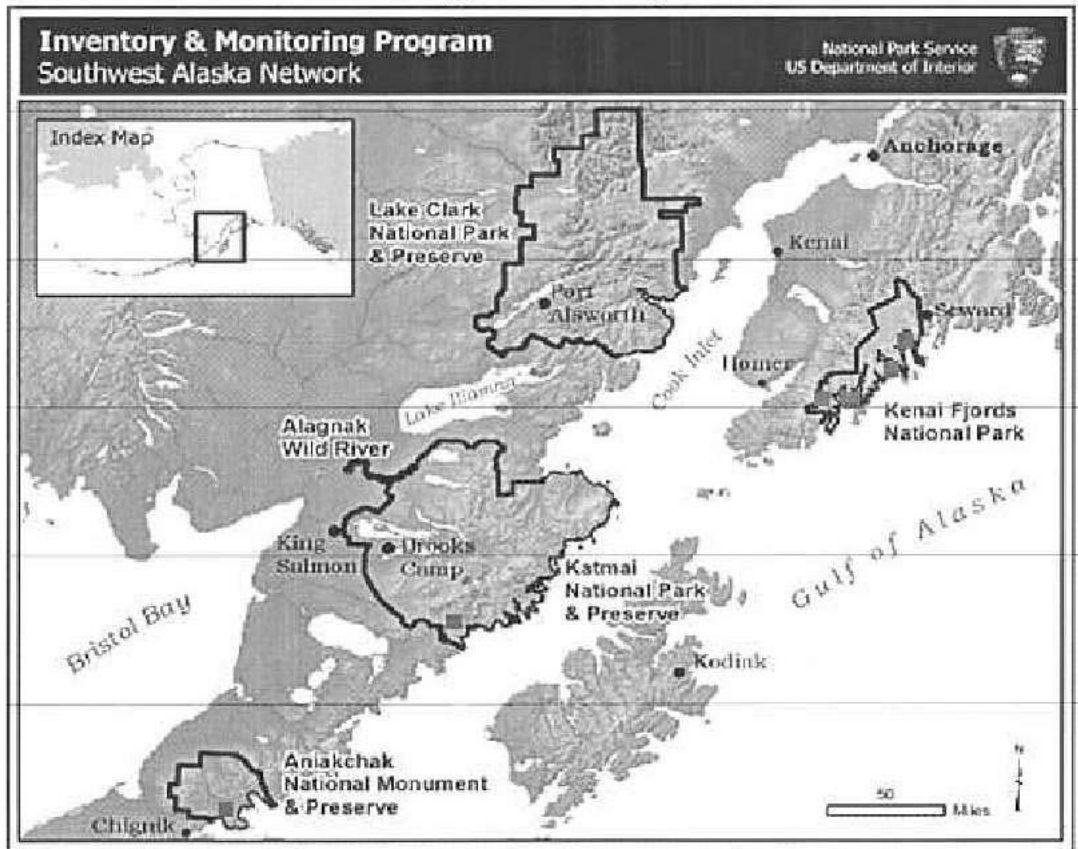 Inventory & Monitoring Program
Southwest Alaska Network
National Park Service
US Department of Interior
Index Map
Anchorage
Lake Clark
National Park
& Preserve
Kenai
Port
Alsworth
Seward
Cook Inlet
Homer
Lake Iliamna
Kenai Fjords
National Park
Alagnak
Wild River
Gulf of Alaska
King
Salmon
Brooks
Camp
Katmai
National Park
& Preserve
Bristol Bay
Kodiak
Aniakchak
National Monument
& Preserve
N
50
Miles
Chignik